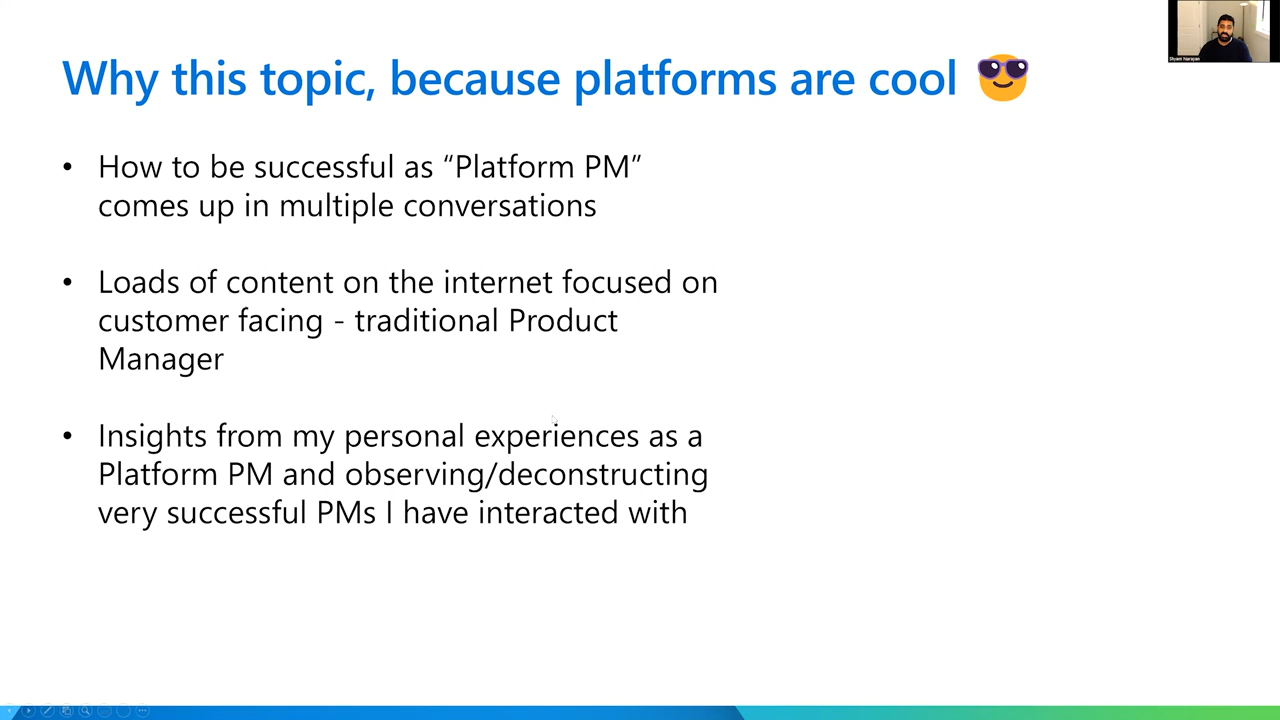 Why this topic, because platforms are cool 😎
• How to be successful as “Platform PM”
comes up in multiple conversations
• Loads of content on the internet focused on
customer facing - traditional Product
Manager
• Insights from my personal experiences as a
Platform PM and observing/deconstructing
very successful PMs I have interacted with
Shyam Narayan